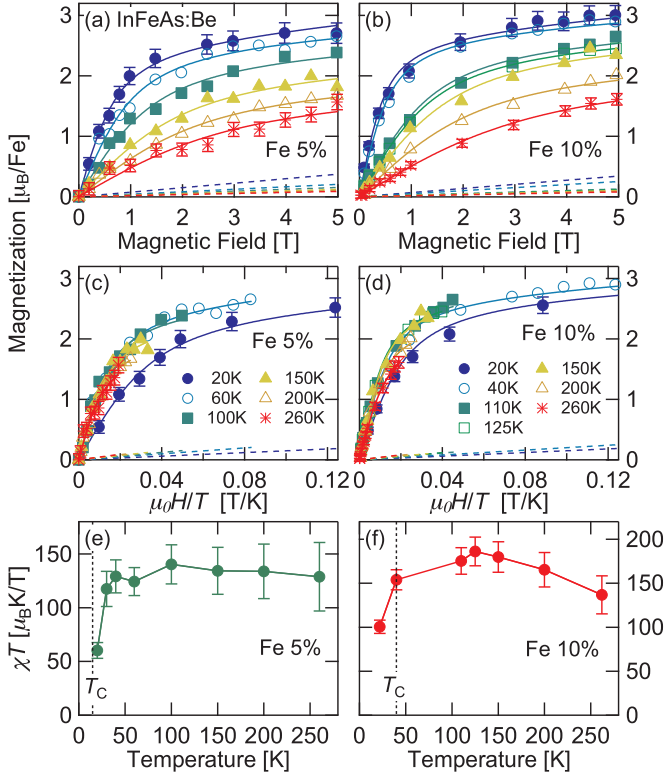 (a) InFeAs:Be
(b)
Magnetization [μB/Fe]
3
2
1
0
Fe 5%
Fe 10%
0 1 2 3 4 5
0 1 2 3 4 5
Magnetic Field [T]
Magnetic Field [T]
(c)
(d)
3
2
1
0
Fe 5%
Fe 10%
20K 150K
60K 200K
100K 260K
20K 150K
40K 200K
110K 260K
125K
0 0.04 0.08 0.12
0 0.04 0.08 0.12
μ0H/T [T/K]
μ0H/T [T/K]
(e)
(f)
χT [μBK/T]
150
100
50
0
200
150
100
50
0
TC
Fe 5%
TC
Fe 10%
0 50 100 150 200 250
0 50 100 150 200 250
Temperature [K]
Temperature [K]